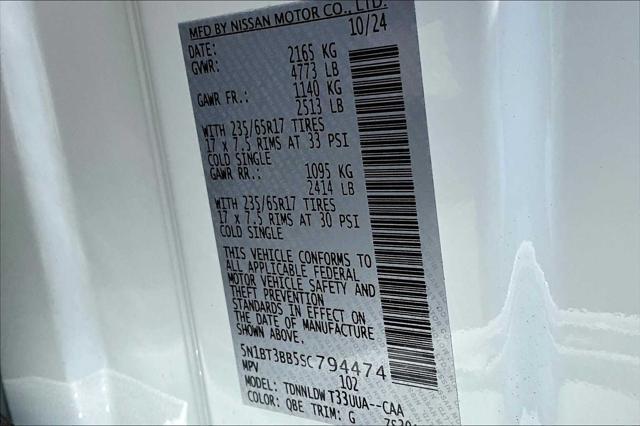 MFD BY NISSAN MOTOR CO., LTD.
DATE: 10/24
GVWR: 2165 KG
4773 LB
GAWR FR.: 1140 KG
2513 LB
WITH 235/65R17 TIRES
17 x 7.5 RIMS AT 33 PSI
COLD SINGLE
GAWR RR.: 1095 KG
2414 LB
WITH 235/65R17 TIRES
17 x 7.5 RIMS AT 30 PSI
COLD SINGLE
THIS VEHICLE CONFORMS TO
ALL APPLICABLE FEDERAL
MOTOR VEHICLE SAFETY AND
THEFT PREVENTION
STANDARDS IN EFFECT ON
THE DATE OF MANUFACTURE
SHOWN ABOVE.
5N1BT3BB5SC794474
MPV 102
MODEL: TDNNLDWT33UUA--CAA
COLOR: QBE TRIM: G